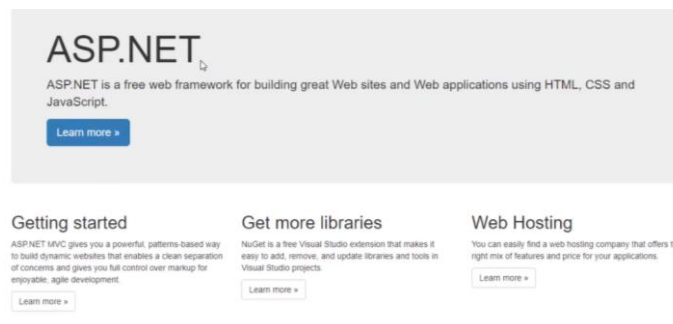 ASP.NET
ASP.NET is a free web framework for building great Web sites and Web applications using HTML, CSS and
JavaScript.
Learn more »
Getting started
ASP.NET MVC gives you a powerful, patterns-based way
to build dynamic websites that enables a clean separation
of concerns and gives you full control over markup for
enjoyable, agile development.
Learn more »
Get more libraries
NuGet is a free Visual Studio extension that makes it
easy to add, remove, and update libraries and tools in
Visual Studio projects.
Learn more »
Web Hosting
You can easily find a web hosting company that offers t
right mix of features and price for your applications.
Learn more »